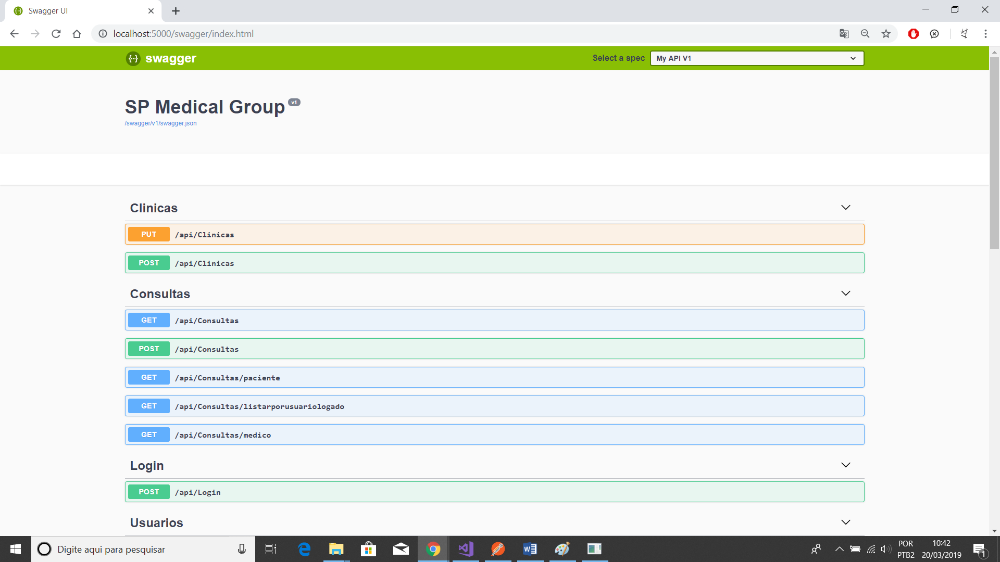 Swagger UI
localhost:5000/swagger/index.html
swagger
Select a spec
My API V1
SP Medical Group v1
/swagger/v1/swagger.json
Clinicas
PUT /api/Clinicas
POST /api/Clinicas
Consultas
GET /api/Consultas
POST /api/Consultas
GET /api/Consultas/paciente
GET /api/Consultas/listarporusuariologado
GET /api/Consultas/medico
Login
POST /api/Login
Usuarios
Digite aqui para pesquisar
POR
PTB2
10:42
20/03/2019
1